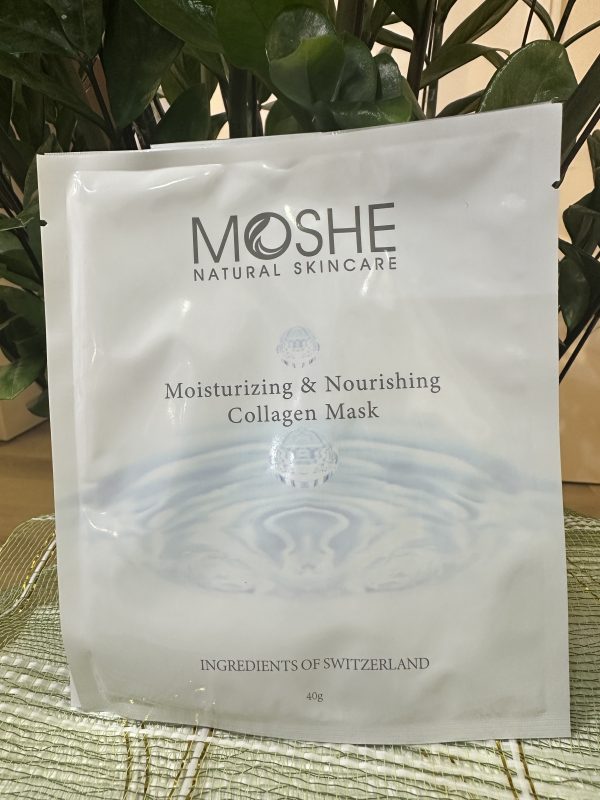 MOSHE
NATURAL SKINCARE
Moisturizing & Nourishing
Collagen Mask
INGREDIENTS OF SWITZERLAND
40g